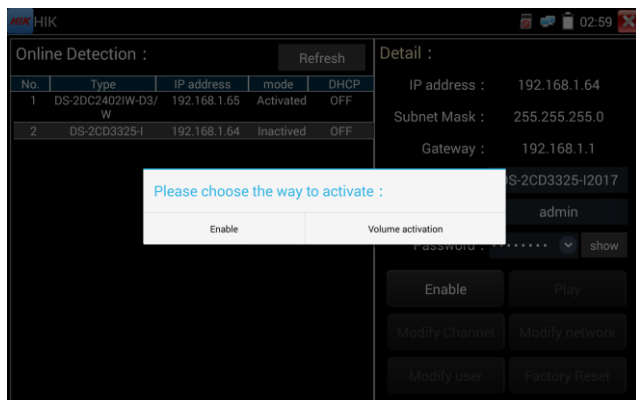 HIK HIK 02:59
Online Detection : Refresh
No. Type IP address mode DHCP
1 DS-2DC2402IW-D3/W 192.168.1.65 Activated OFF
2 DS-2CD3325-I 192.168.1.64 Inactived OFF
Detail :
IP address : 192.168.1.64
Subnet Mask : 255.255.255.0
Gateway : 192.168.1.1
DS-2CD3325-I2017
admin
Password : show
Please choose the way to activate :
Enable Volume activation
Enable Play
Modify Channel Modify network
Modify user Factory Reset